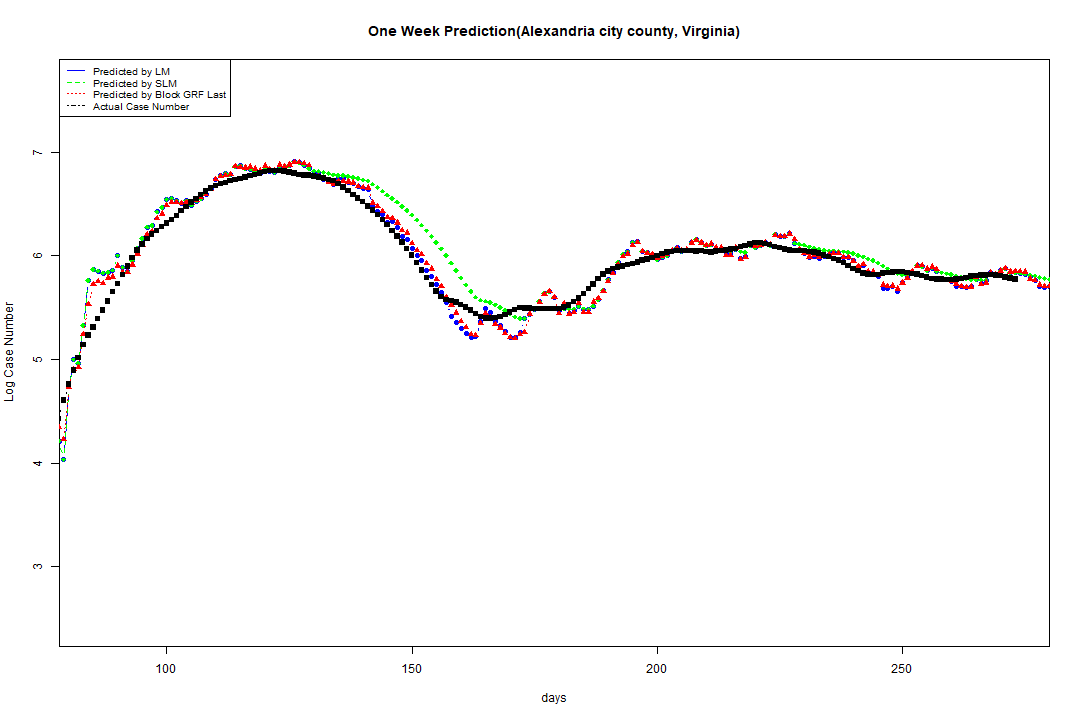 One Week Prediction(Alexandria city county, Virginia)
Predicted by LM
Predicted by SLM
Predicted by Block GRF Last
Actual Case Number
7
6
5
4
3
Log Case Number
100 150 200 250
days